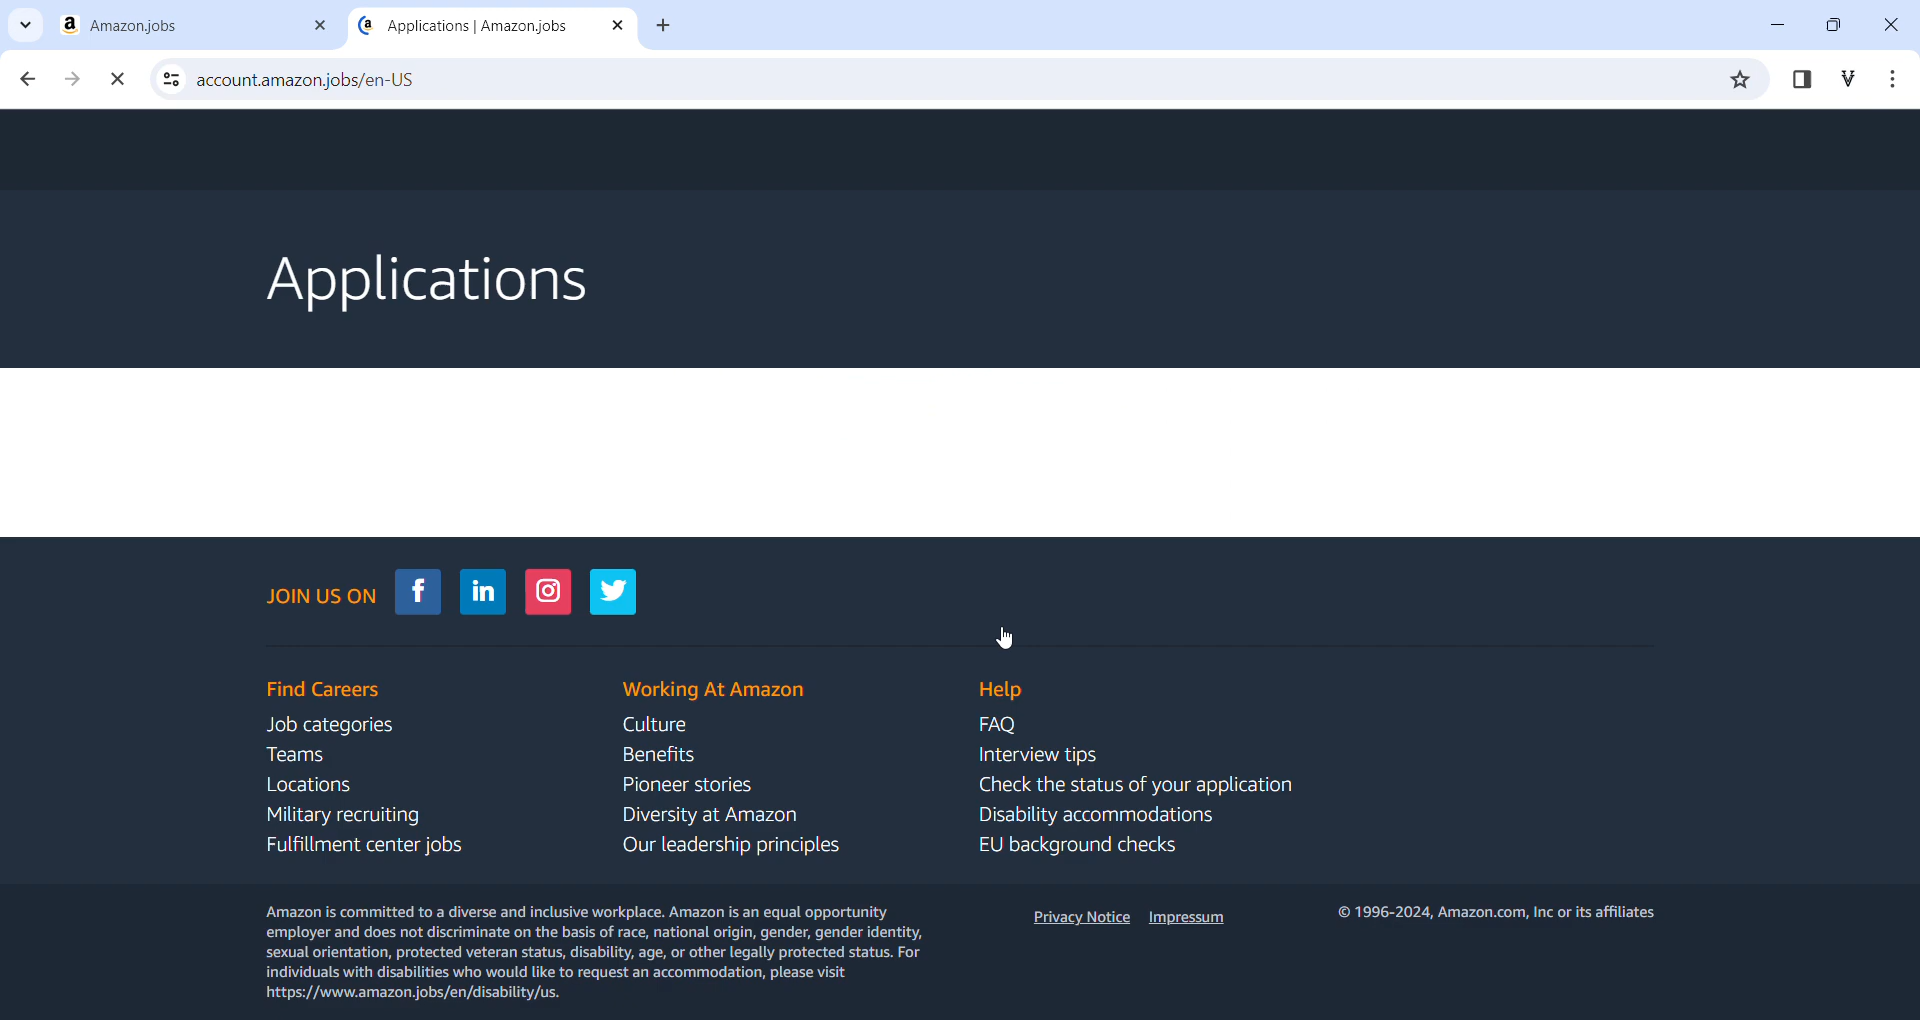 Amazon.jobs
Applications | Amazon.jobs
account.amazon.jobs/en-US
Applications
JOIN US ON
Find Careers
Job categories
Teams
Locations
Military recruiting
Fulfillment center jobs
Working At Amazon
Culture
Benefits
Pioneer stories
Diversity at Amazon
Our leadership principles
Help
FAQ
Interview tips
Check the status of your application
Disability accommodations
EU background checks
Amazon is committed to a diverse and inclusive workplace. Amazon is an equal opportunity
employer and does not discriminate on the basis of race, national origin, gender, gender identity,
sexual orientation, protected veteran status, disability, age, or other legally protected status. For
individuals with disabilities who would like to request an accommodation, please visit
https://www.amazon.jobs/en/disability/us.
Privacy Notice Impressum
© 1996-2024, Amazon.com, Inc or its affiliates